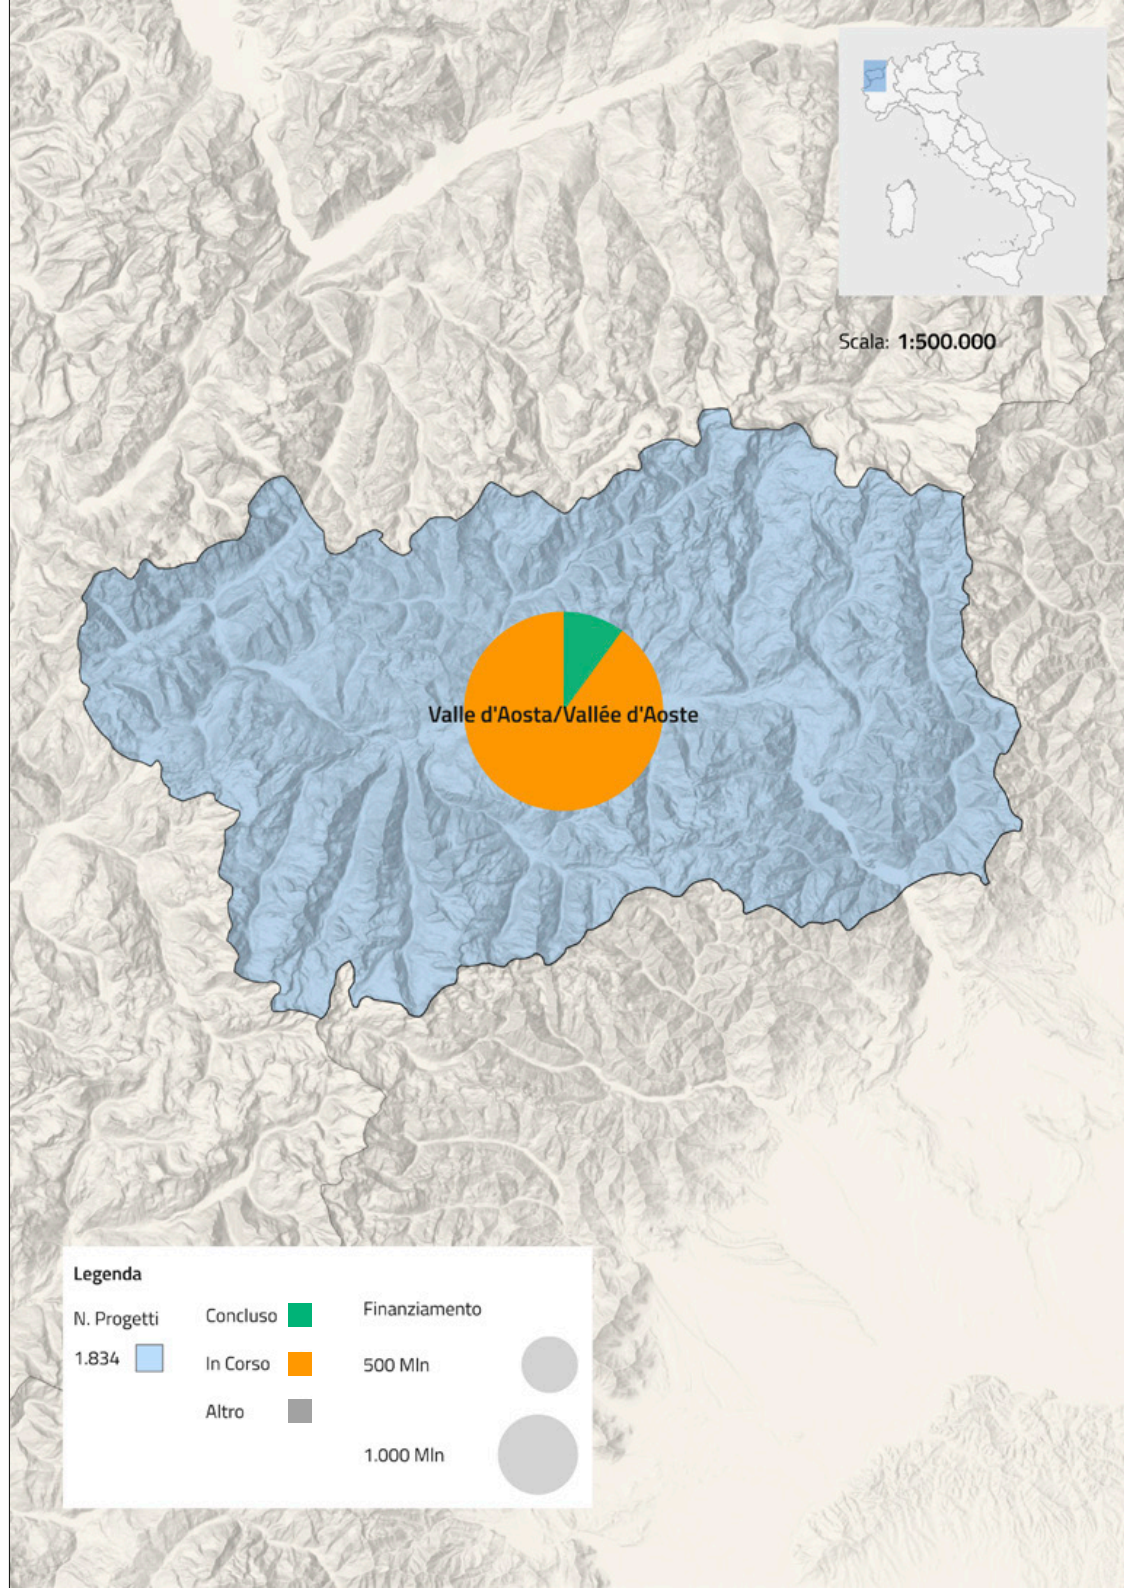 Scala: 1:500.000
Valle d'Aosta/Vallée d'Aoste
Legenda
N. Progetti
1.834
Concluso
In Corso
Altro
Finanziamento
500 Mln
1.000 Mln